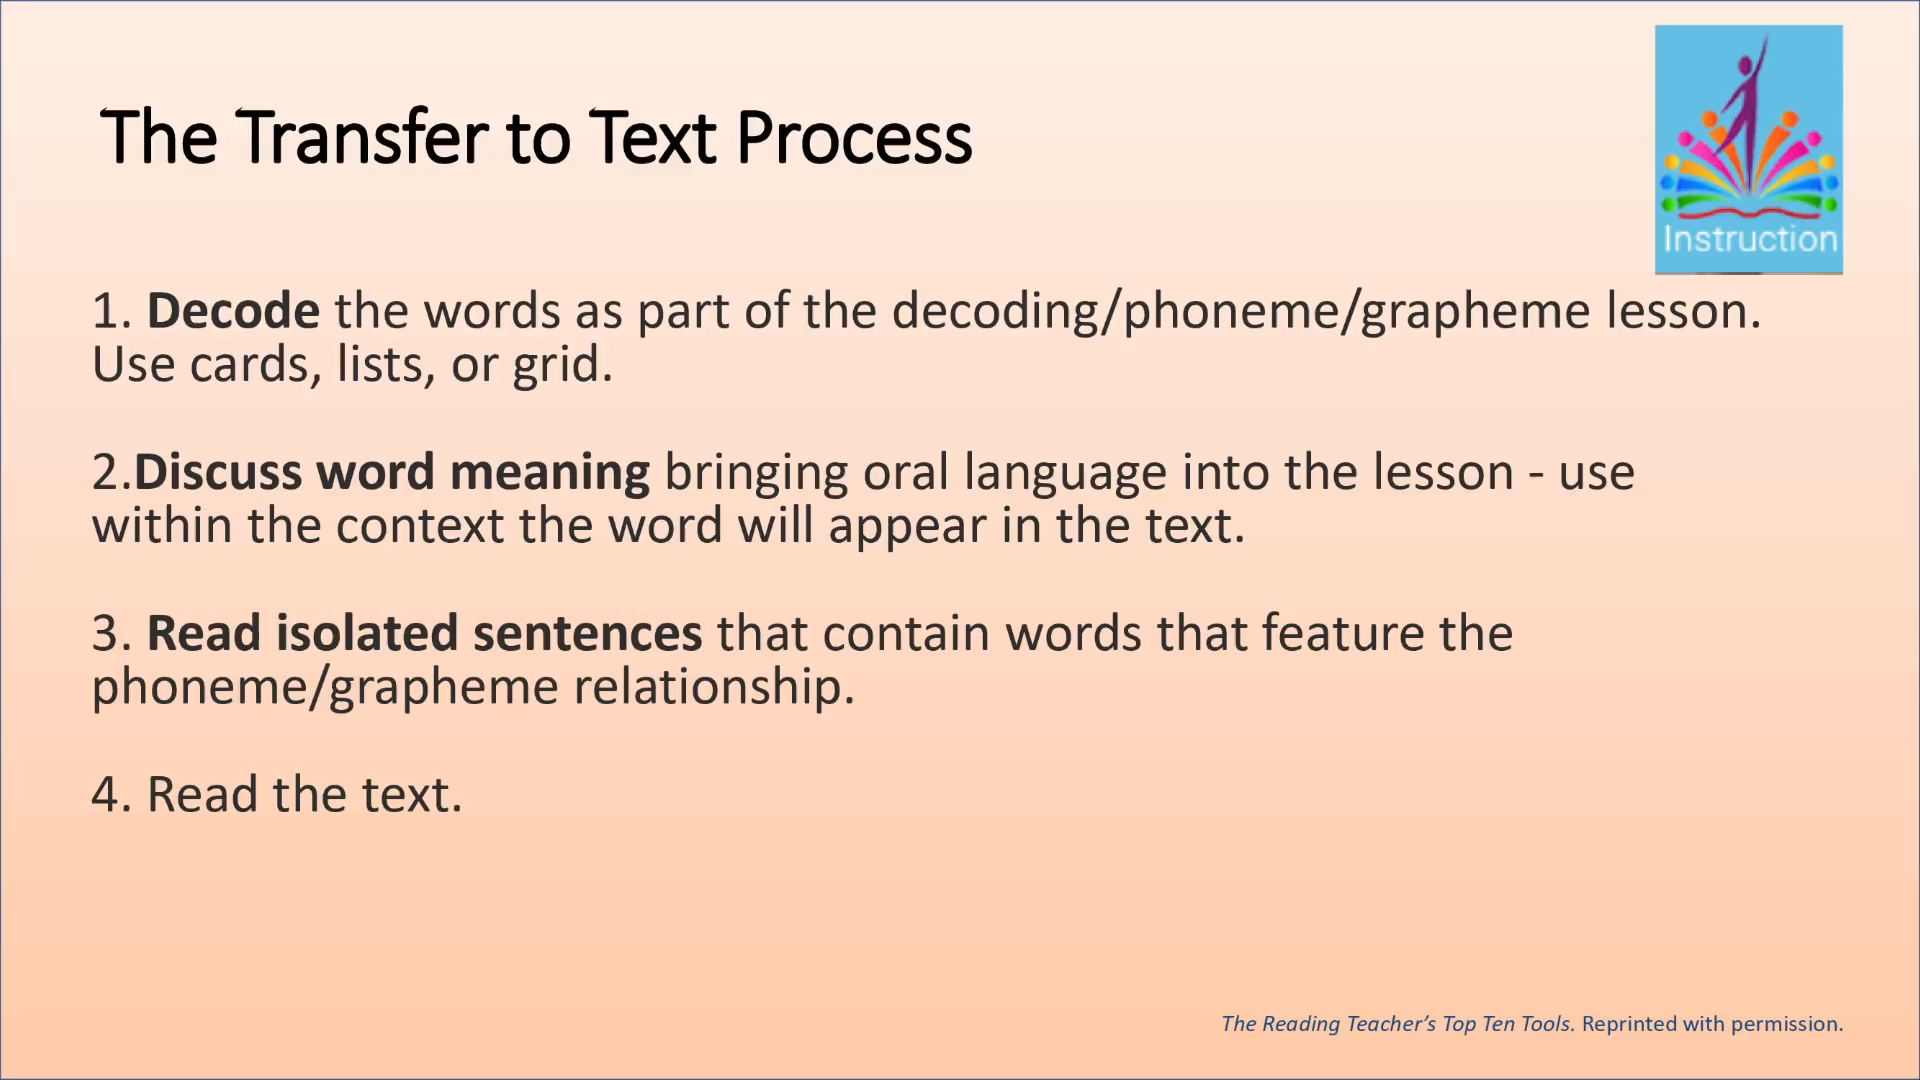 The Transfer to Text Process
Instruction
1. Decode the words as part of the decoding/phoneme/grapheme lesson.
Use cards, lists, or grid.
2.Discuss word meaning bringing oral language into the lesson - use
within the context the word will appear in the text.
3. Read isolated sentences that contain words that feature the
phoneme/grapheme relationship.
4. Read the text.
The Reading Teacher’s Top Ten Tools. Reprinted with permission.